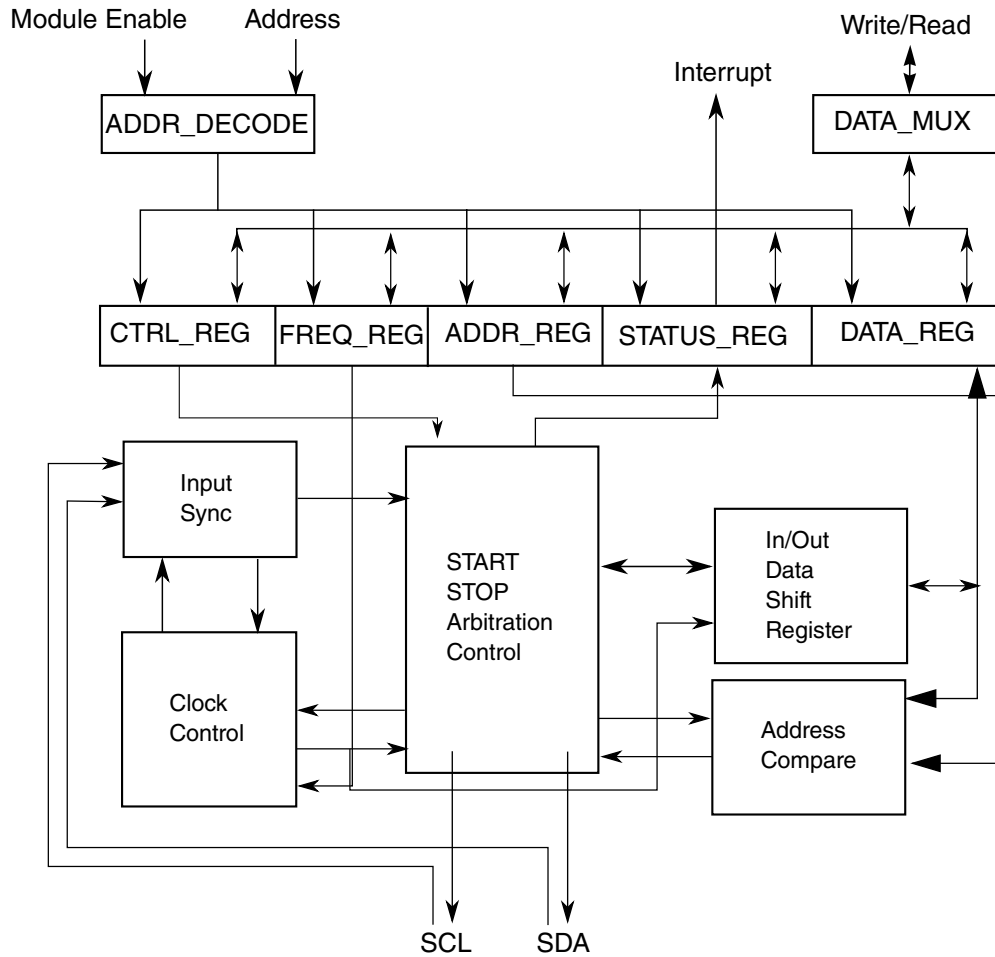 Module Enable
Address
Write/Read
Interrupt
ADDR_DECODE
DATA_MUX
CTRL_REG
FREQ_REG
ADDR_REG
STATUS_REG
DATA_REG
Input
Sync
START
STOP
Arbitration
Control
In/Out
Data
Shift
Register
Clock
Control
Address
Compare
SCL
SDA